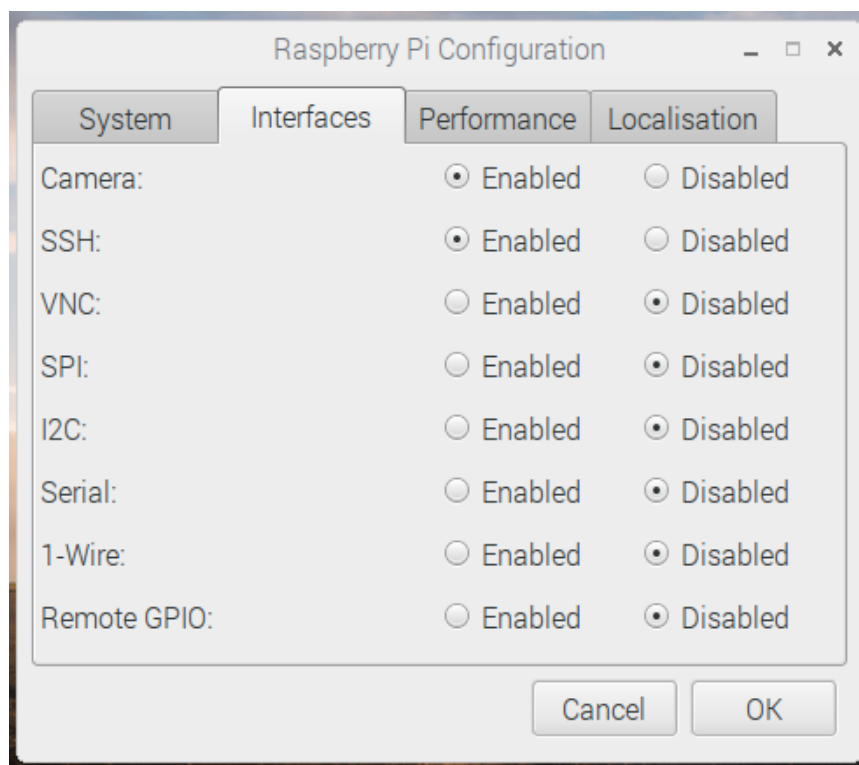 Raspberry Pi Configuration
System Interfaces Performance Localisation
Camera: Enabled Disabled
SSH: Enabled Disabled
VNC: Enabled Disabled
SPI: Enabled Disabled
I2C: Enabled Disabled
Serial: Enabled Disabled
1-Wire: Enabled Disabled
Remote GPIO: Enabled Disabled
Cancel OK